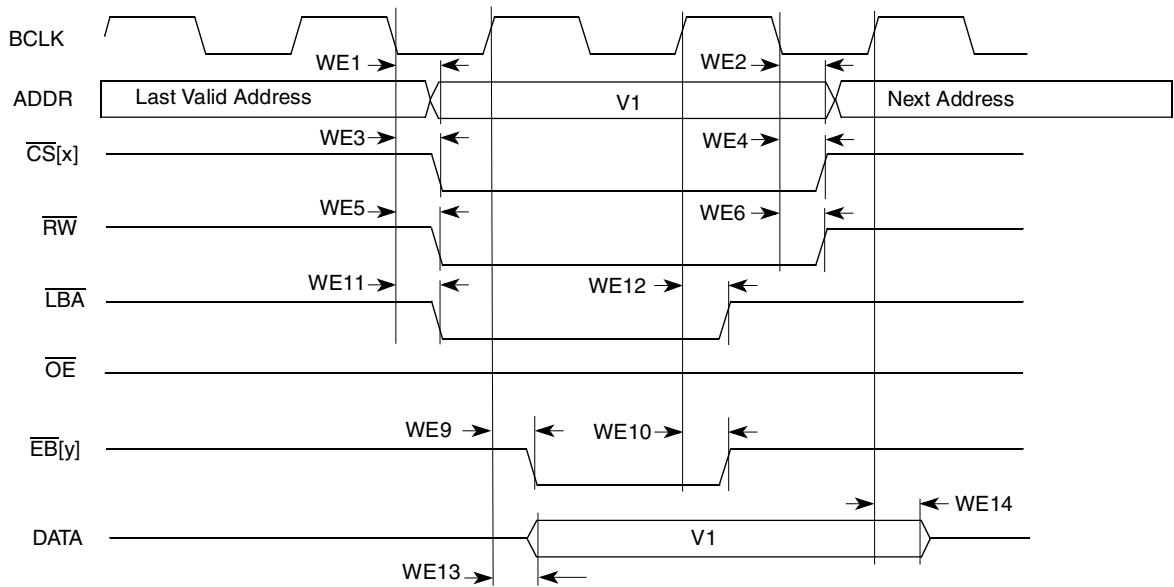 BCLK
WE1 WE2
ADDR Last Valid Address V1 Next Address
WE3 WE4
CS[x]
WE5 WE6
RW
WE11 WE12
LBA
OE
WE9 WE10
EB[y]
WE14
DATA V1
WE13